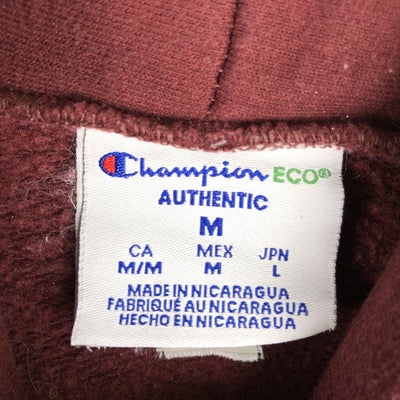 Champion ECO®
AUTHENTIC
M
CA MEX JPN
M/M M L
MADE IN NICARAGUA
FABRIQUÉ AU NICARAGUA
HECHO EN NICARAGUA